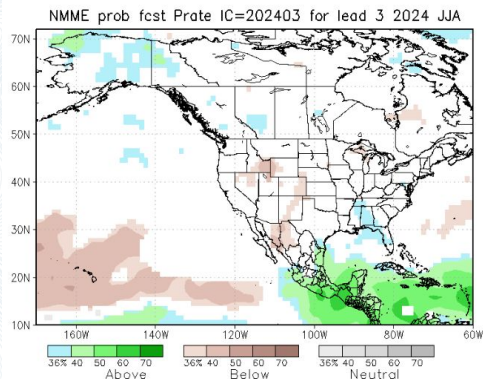 NMME prob fcst Prate IC=202403 for lead 3 2024 JJA
70N
60N
50N
40N
30N
20N
10N
160W 140W 120W 100W 80W 60W
36% 40 50 60 70 36% 40 50 60 70 36% 40 50 60 70
Above Below Neutral